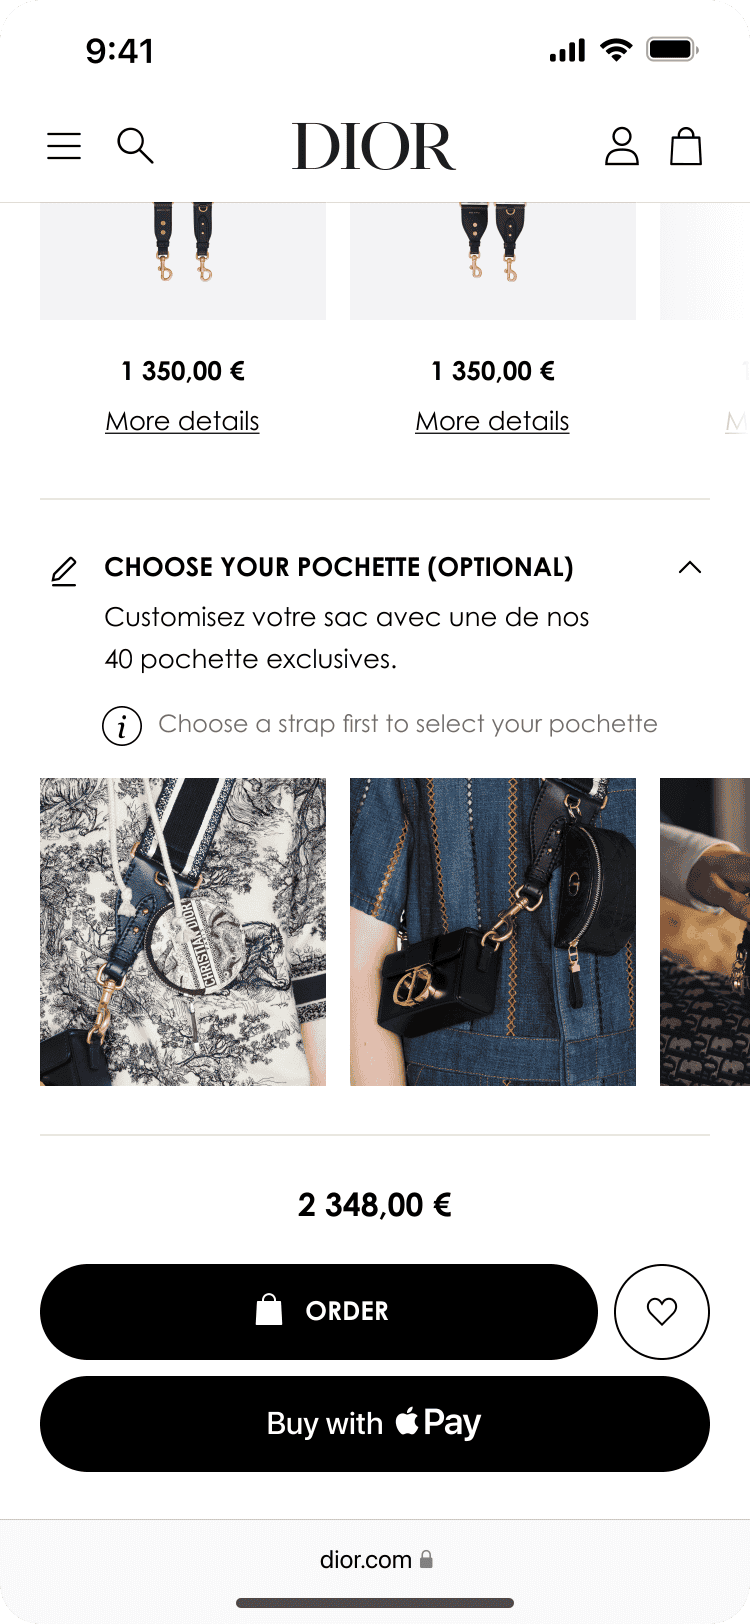 9:41
DIOR
1 350,00 € 1 350,00 €
More details More details M
CHOOSE YOUR POCHETTE (OPTIONAL)
Customisez votre sac avec une de nos
40 pochette exclusives.
i Choose a strap first to select your pochette
CHRISTIAN DIOR
2 348,00 €
ORDER
Buy with Pay
dior.com